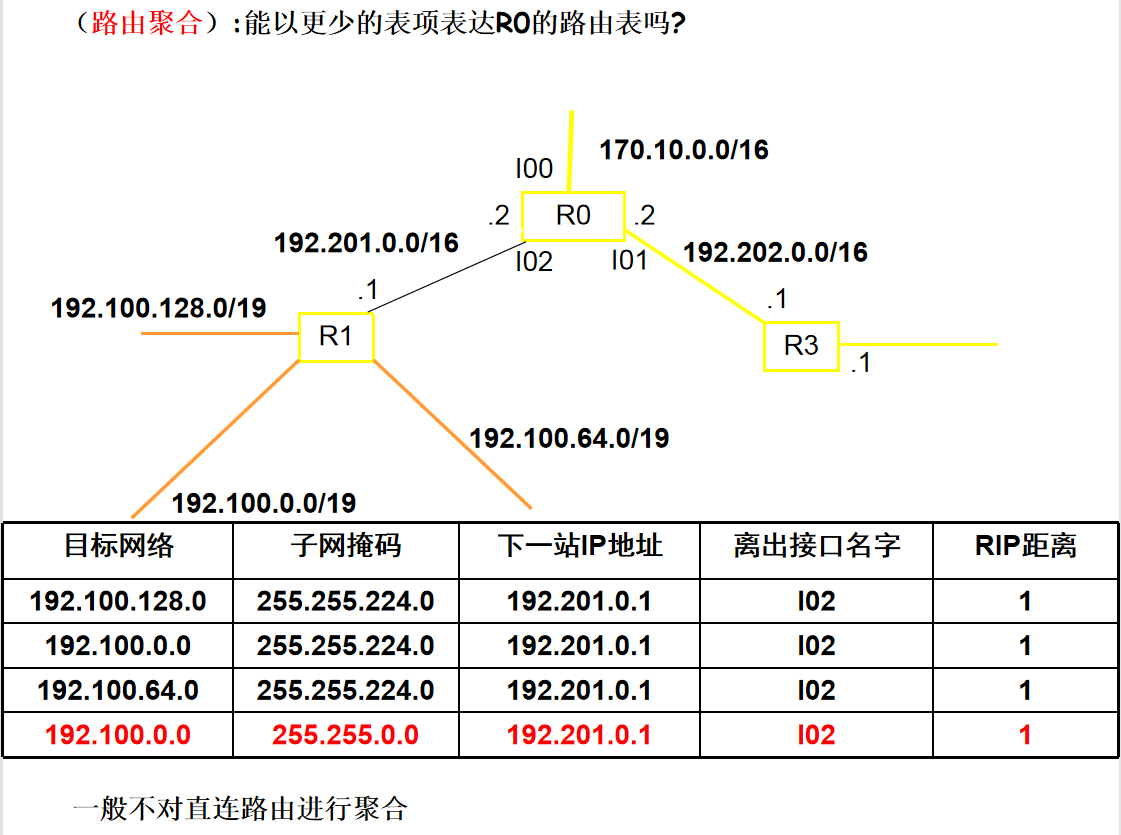 （路由聚合）:能以更少的表项表达R0的路由表吗?
170.10.0.0/16
I00
.2 R0 .2
192.201.0.0/16
192.202.0.0/16
I02
I01
.1
.1
192.100.128.0/19
R1
R3
.1
192.100.64.0/19
192.100.0.0/19
目标网络 子网掩码 下一站IP地址 离出接口名字 RIP距离
192.100.128.0 255.255.224.0 192.201.0.1 I02 1
192.100.0.0 255.255.224.0 192.201.0.1 I02 1
192.100.64.0 255.255.224.0 192.201.0.1 I02 1
192.100.0.0 255.255.0.0 192.201.0.1 I02 1
一般不对直连路由进行聚合